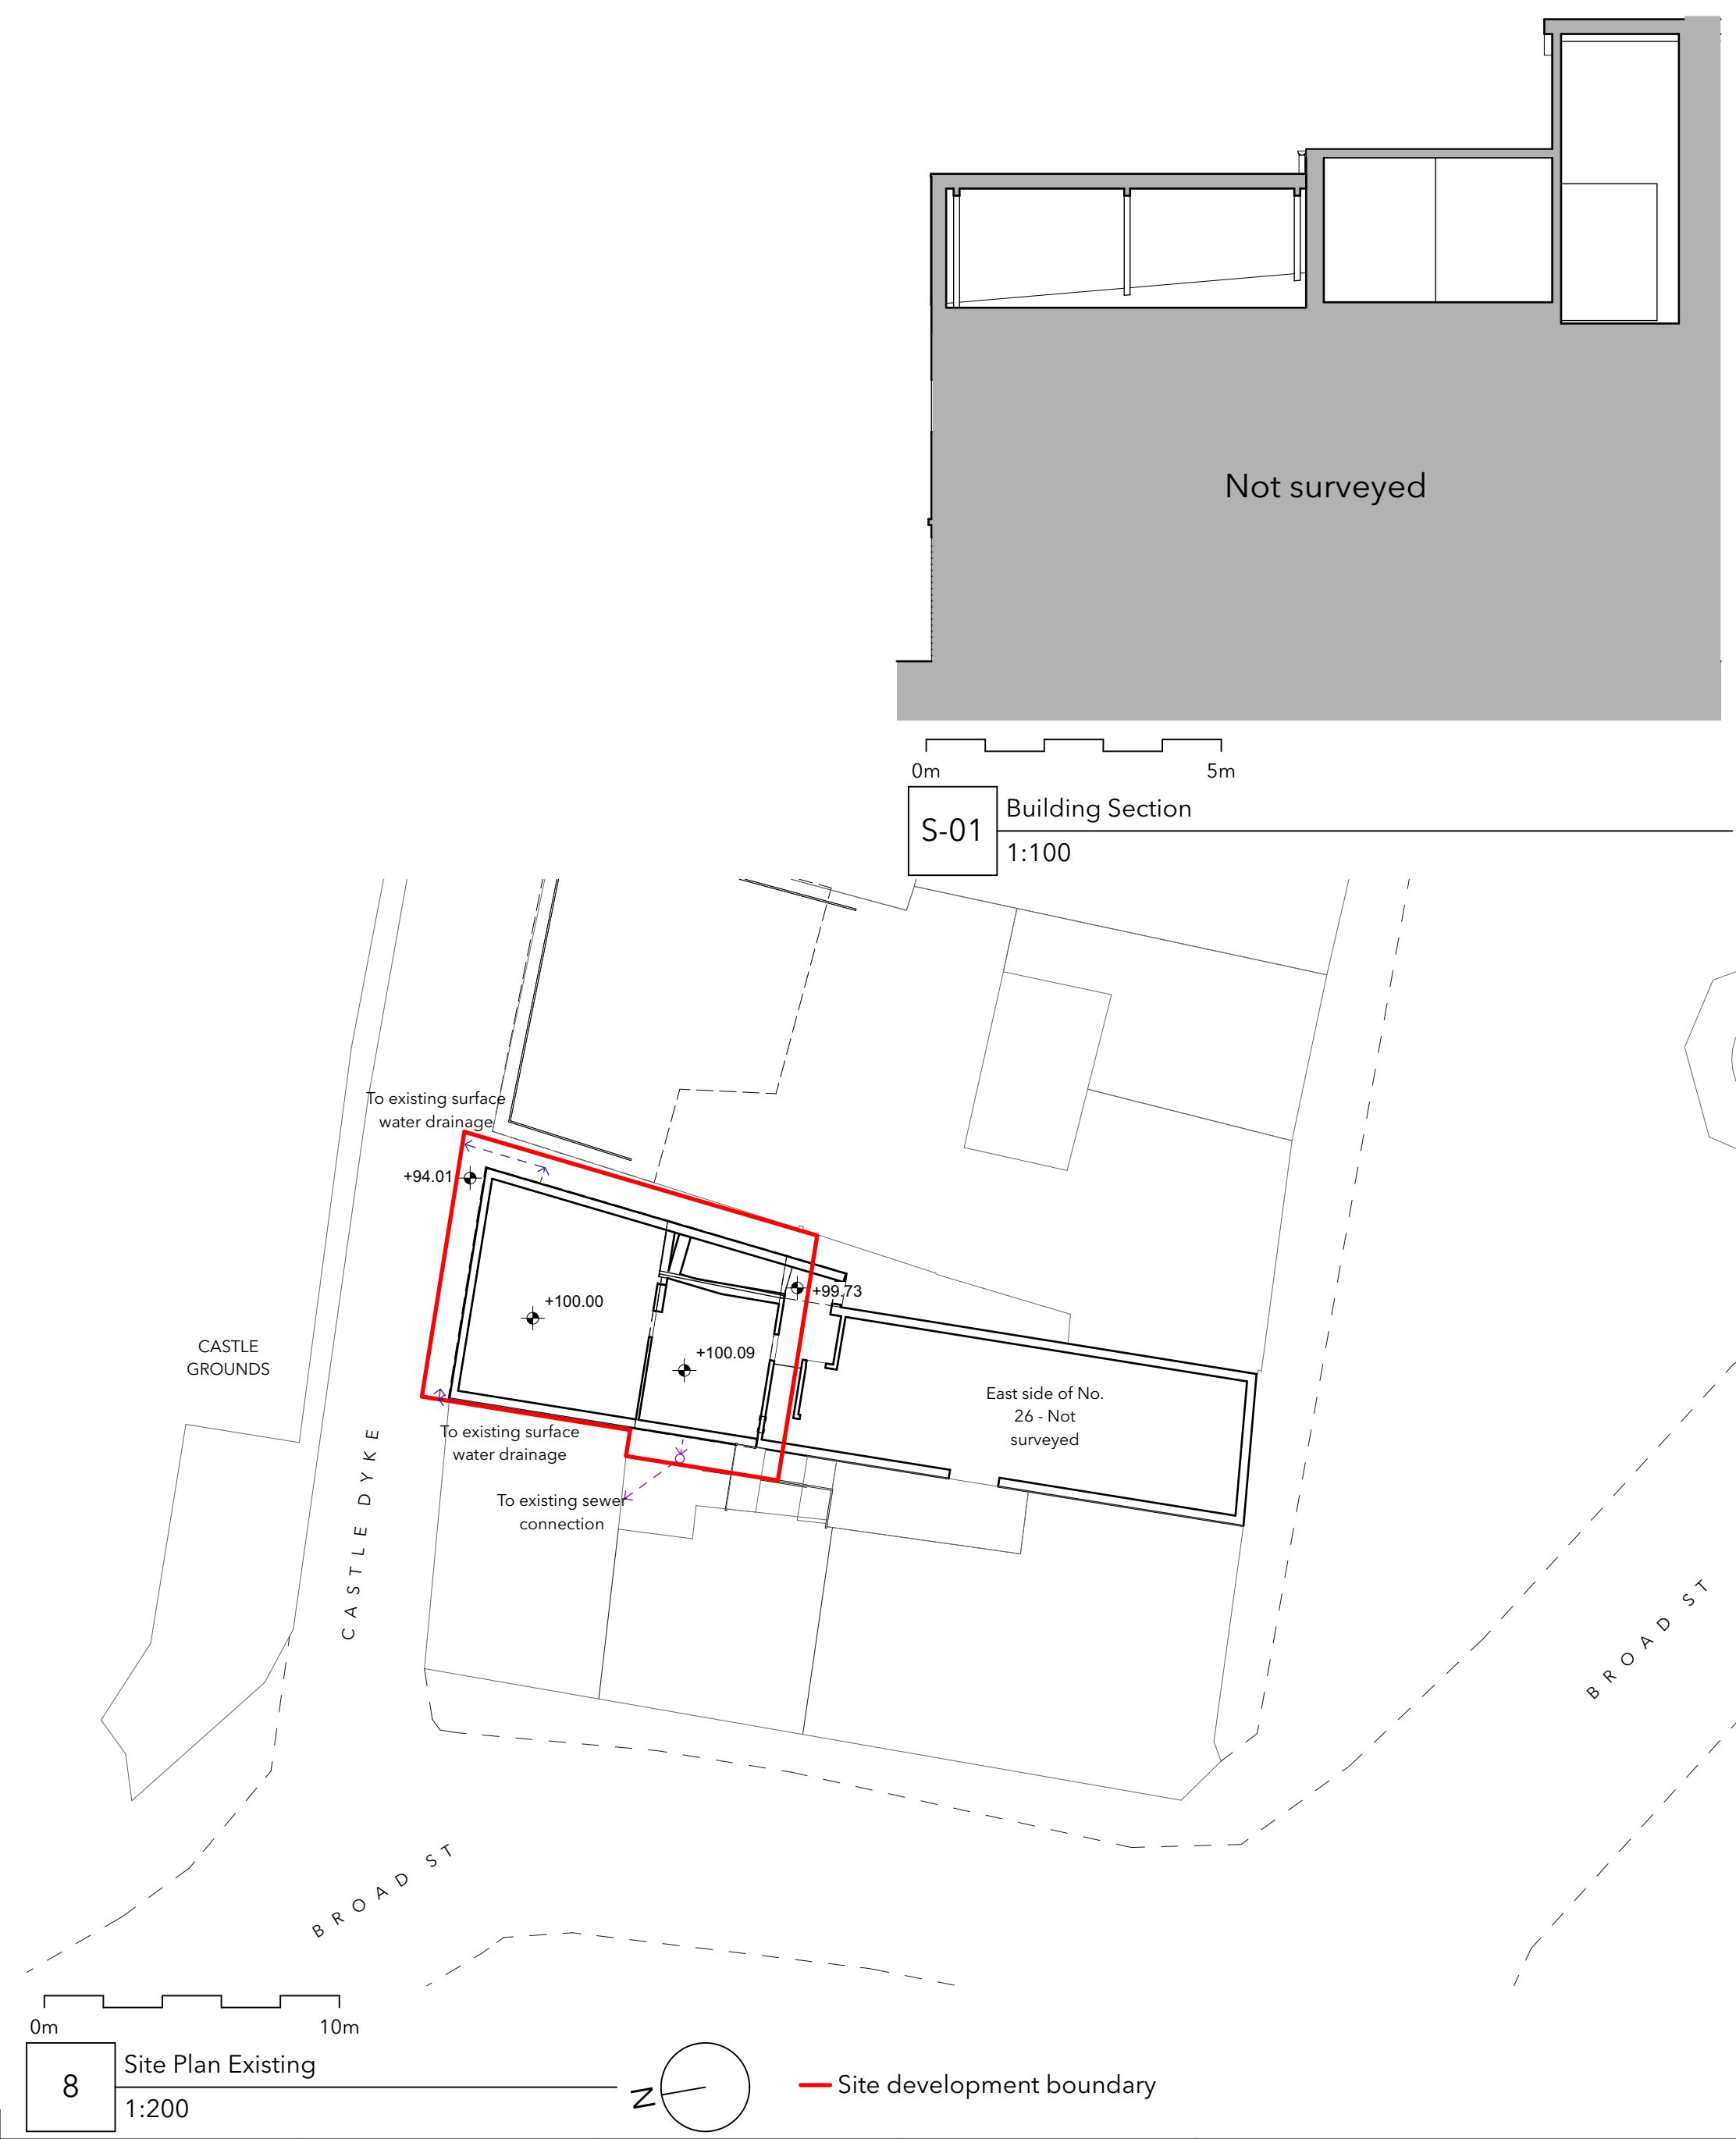 Not surveyed
0m
5m
S-01
Building Section
1:100
To existing surface
water drainage
+94.01
+99.73
+100.00
+100.09
CASTLE
GROUNDS
East side of No.
26 - Not
surveyed
To existing surface
water drainage
CASTLE DYKE
To existing sewer
connection
BROAD ST
BROAD ST
0m
10m
8
Site Plan Existing
1:200
N
Site development boundary